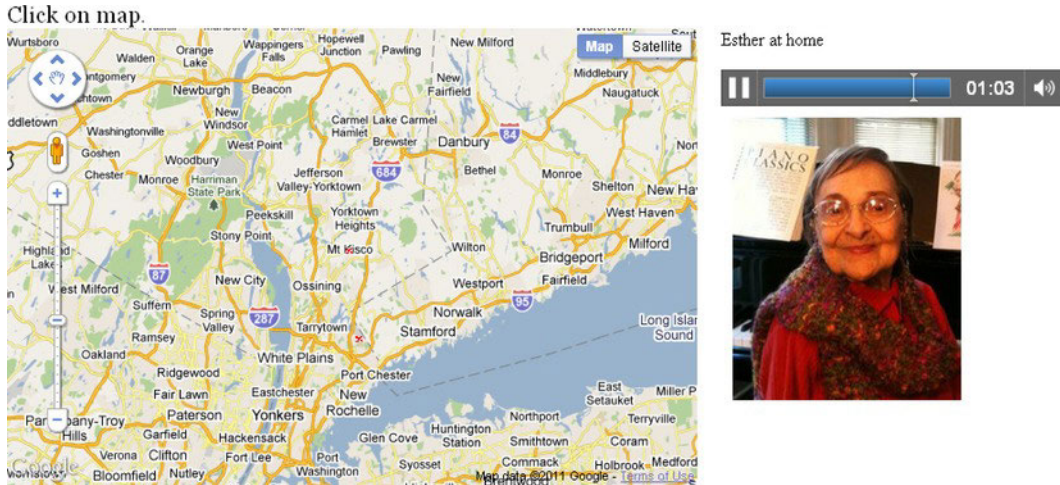 Click on map.
Esther at home
01:03
Map Satellite
Wurtsboro
Walden
Orange Lake
Wappingers Falls
Hopewell Junction
Pawling
New Milford
Middlebury
Naugatuck
New Fairfield
Newburgh
Beacon
New Windsor
Carmel Hamlet
Lake Carmel
Brewster
Danbury
84
Washingtonville
West Point
Goshen
Woodbury
Chester
Monroe
Harriman State Park
Jefferson Valley-Yorktown
684
Bethel
Monroe
Shelton
Peekskill
Yorktown Heights
West Haven
Stony Point
Mt Kisco
Wilton
Trumbull
Milford
Bridgeport
Fairfield
87
West Milford
New City
Ossining
Westport
95
Suffern
Spring Valley
287
Tarrytown
Norwalk
Stamford
Ramsey
Oakland
White Plains
Port Chester
Ridgewood
Fair Lawn
Eastchester
New Rochelle
East Setauket
Paterson
Yonkers
Northport
Terryville
Garfield
Hackensack
Glen Cove
Huntington Station
Smithtown
Coram
Verona
Clifton
Fort Lee
Port Washington
Syosset
Commack
Holbrook
Medford
Bloomfield
Nutley
Google
Map data ©2011 Google - Terms of Use
PIANO CLASSICS